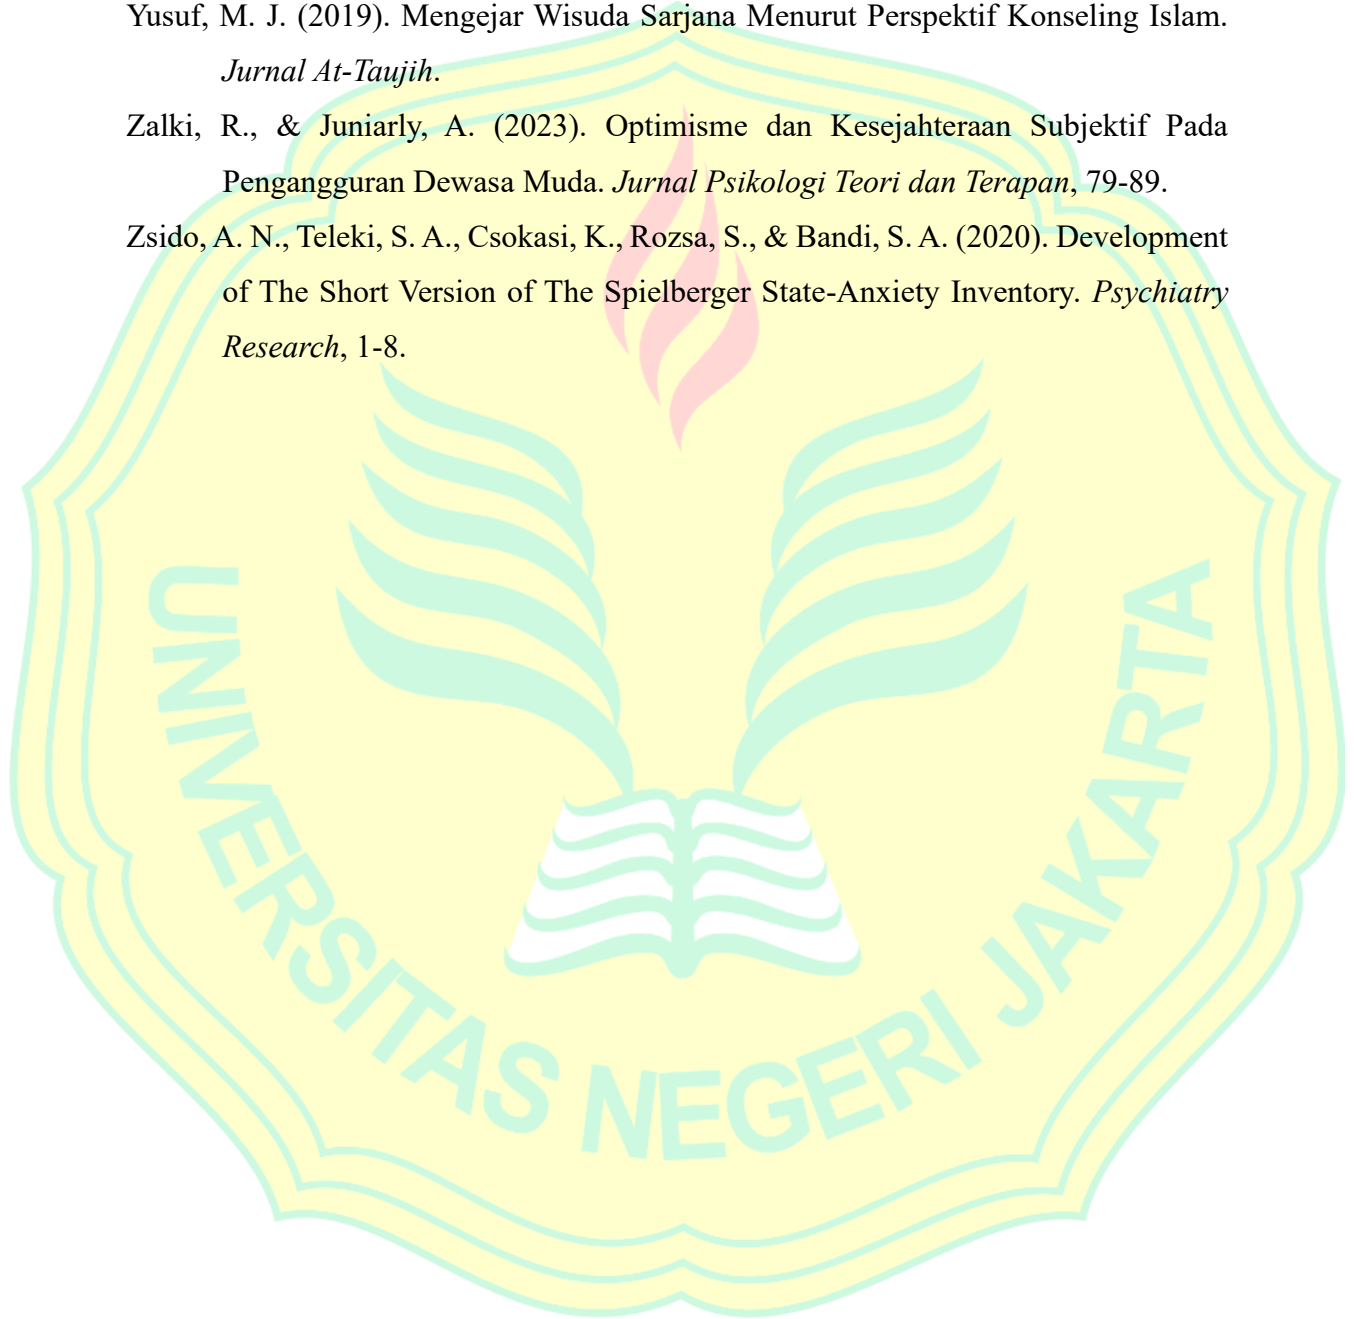 Yusuf, M. J. (2019). Mengejar Wisuda Sarjana Menurut Perspektif Konseling Islam.
Jurnal At-Taujih.
Zalki, R., & Juniarly, A. (2023). Optimisme dan Kesejahteraan Subjektif Pada
Pengangguran Dewasa Muda. Jurnal Psikologi Teori dan Terapan, 79-89.
Zsido, A. N., Teleki, S. A., Csokasi, K., Rozsa, S., & Bandi, S. A. (2020). Development
of The Short Version of The Spielberger State-Anxiety Inventory. Psychiatry
Research, 1-8.
UNIVERSITAS NEGERI JAKARTA